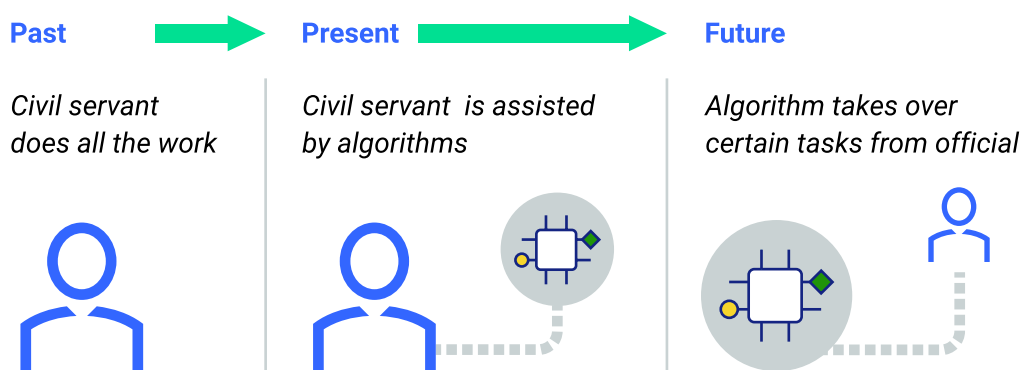 Past
Present
Future
Civil servant
does all the work
Civil servant is assisted
by algorithms
Algorithm takes over
certain tasks from official